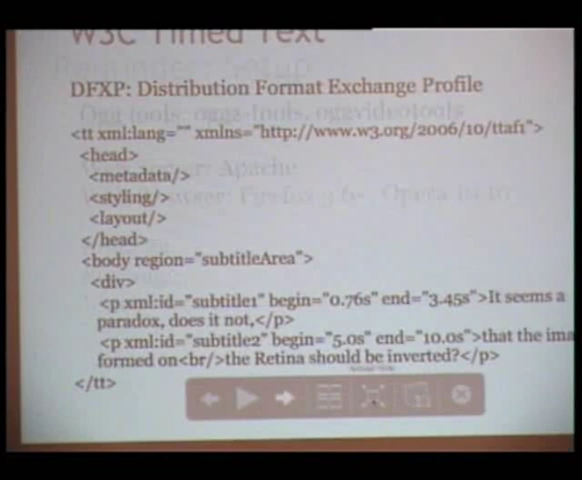 W3C Timed Text
DFXP: Distribution Format Exchange Profile
<tt xml:lang="" xmlns="http://www.w3.org/2006/10/ttaf1">
<head>
<metadata/>
<styling/>
<layout/>
</head>
<body region="subtitleArea">
<div>
<p xml:id="subtitle1" begin="0.76s" end="3.45s">It seems a
paradox, does it not,</p>
<p xml:id="subtitle2" begin="5.0s" end="10.0s">that the ima
formed on<br/>the Retina should be inverted?</p>
</tt>